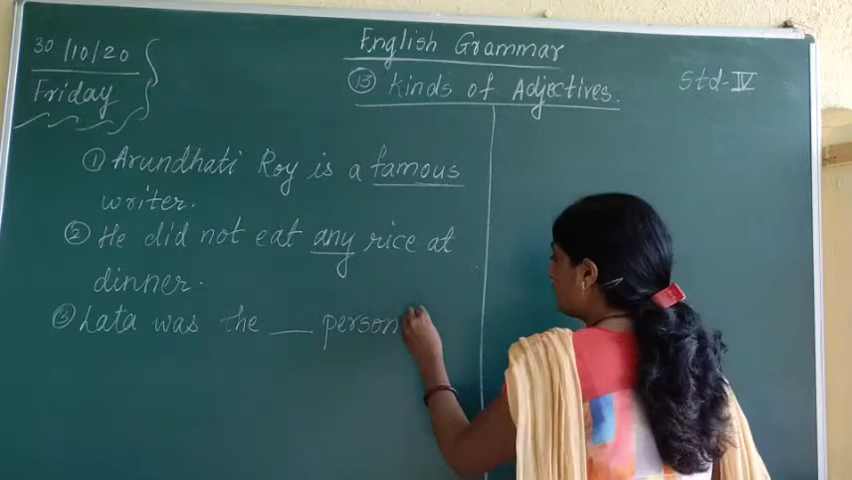 30/10/20
Friday
English Grammar
13 Kinds of Adjectives.
Std-IV
1 Arundhati Roy is a famous
writer.
2 He did not eat any rice at
dinner.
3 Lata was the ___ person